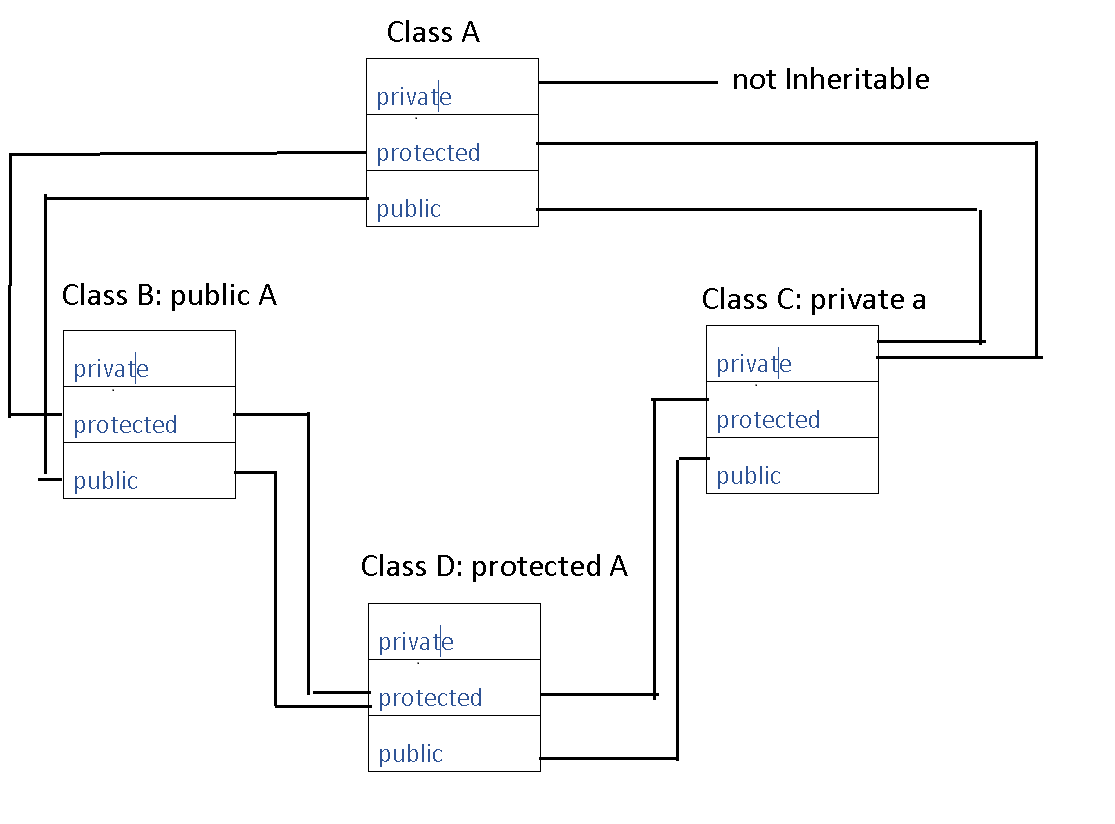 Class A
private
not Inheritable
protected
public
Class B: public A
private
protected
public
Class C: private a
private
protected
public
Class D: protected A
private
protected
public